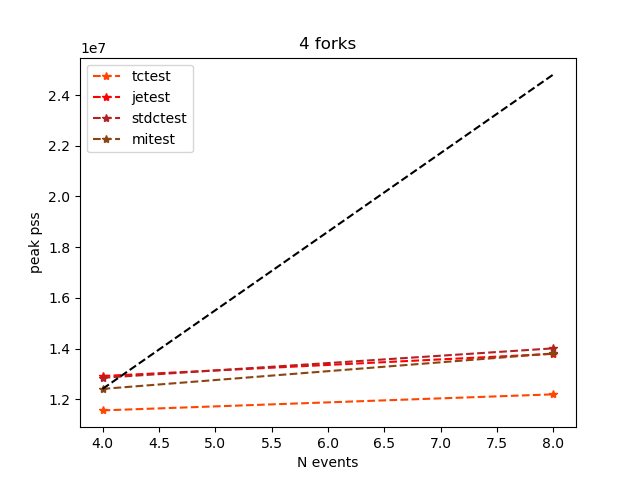 4 forks
1e7
tctest
jetest
stdctest
mitest
2.4
2.2
2.0
1.8
1.6
1.4
1.2
peak pss
4.0 4.5 5.0 5.5 6.0 6.5 7.0 7.5 8.0
N events